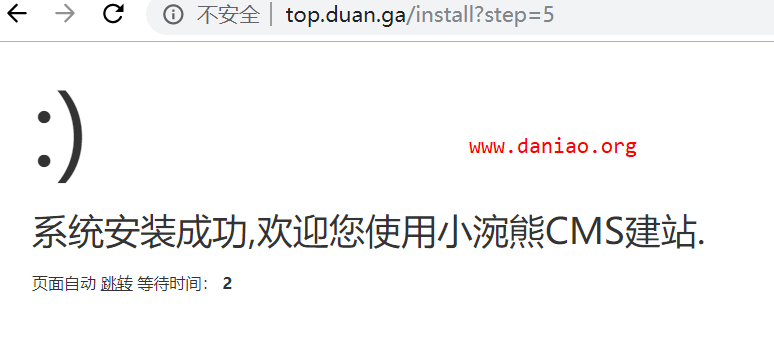 不安全 | top.duan.ga/install?step=5
:)
www.daniao.org
系统安装成功,欢迎您使用小涴熊CMS建站.
页面自动 跳转 等待时间： 2